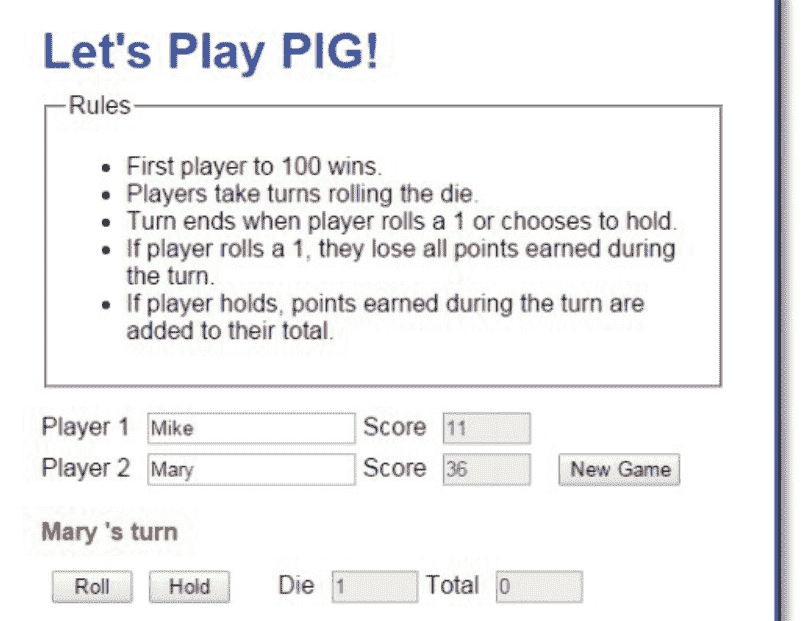 Let's Play PIG!
Rules
• First player to 100 wins.
• Players take turns rolling the die.
• Turn ends when player rolls a 1 or chooses to hold.
• If player rolls a 1, they lose all points earned during
the turn.
• If player holds, points earned during the turn are
added to their total.
Player 1 Mike Score 11
Player 2 Mary Score 36 New Game
Mary 's turn
Roll Hold Die 1 Total 0